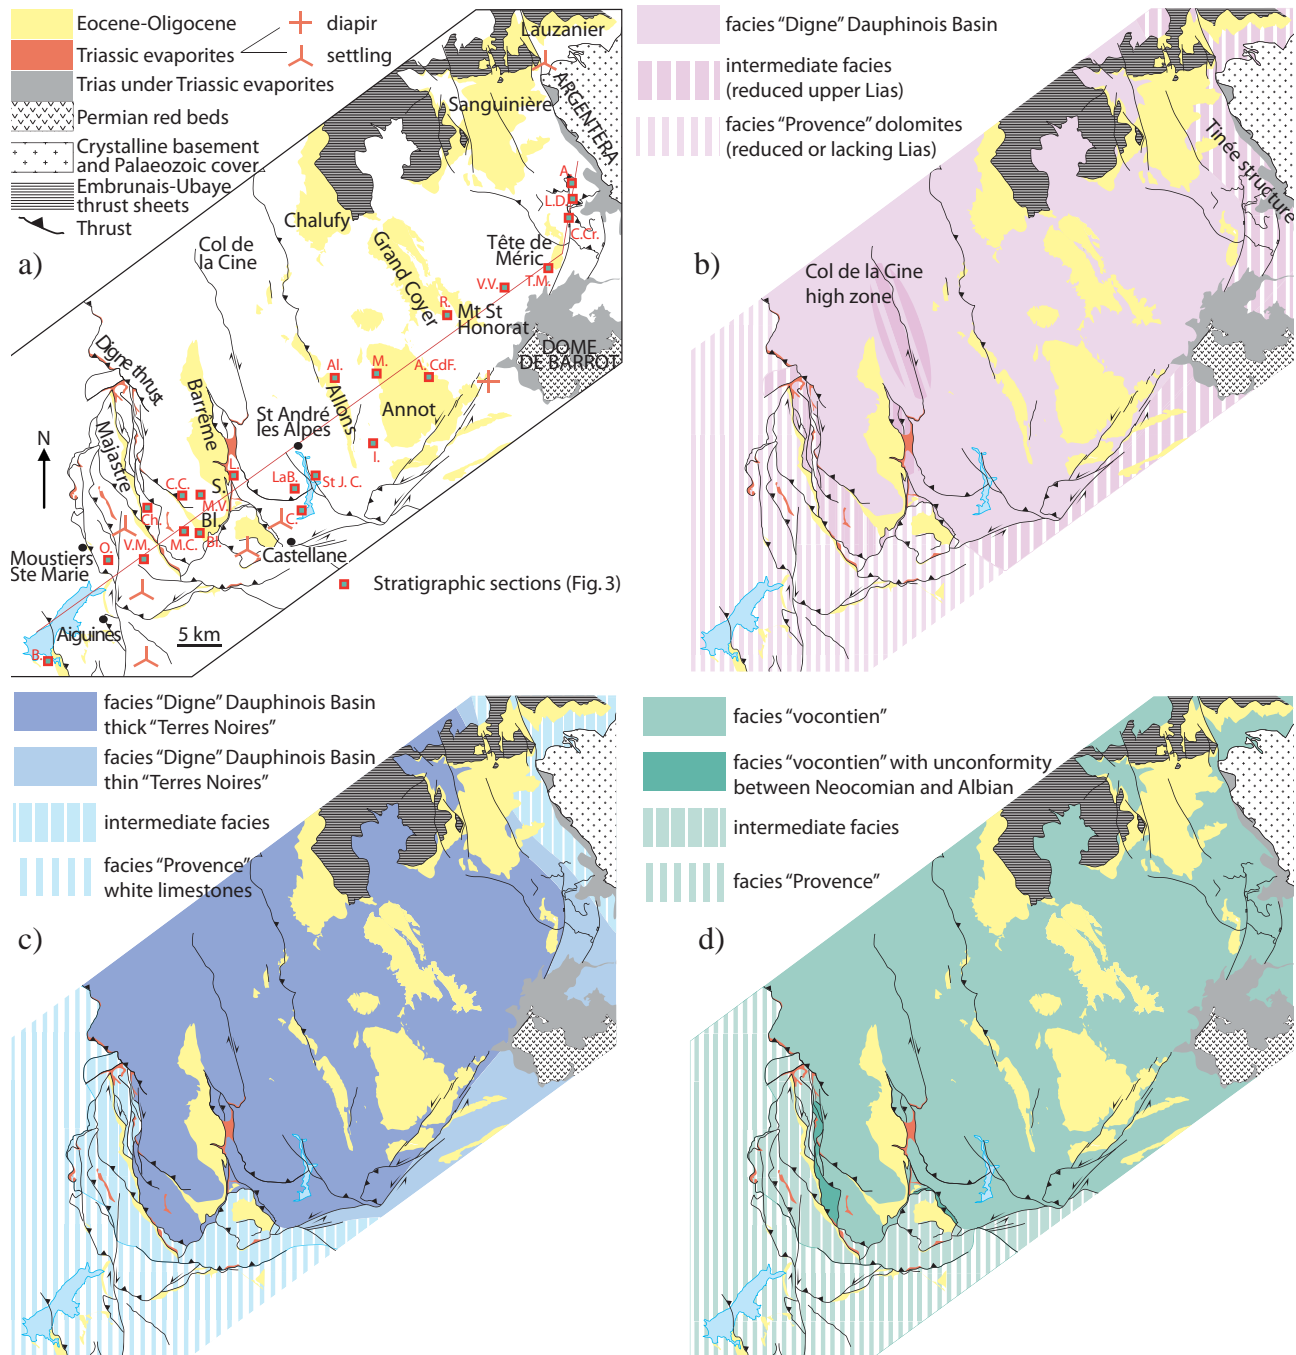 Eocene-Oligocene
Triassic evaporites
diapir
settling
Trias under Triassic evaporites
Permian red beds
Crystalline basement
and Palaeozoic cover
Embrunais-Ubaye
thrust sheets
Thrust
a)
Lauzanier
ARGENTERA
Sanguinière
Chalufy
Col de
la Cine
Grand Coyer
Tête de
Méric
A.
L.D.
C.Cr.
T.M.
V.V.
R.
Mt St
Honorat
DOME
DE BARROT
Digne thrust
Barrême
Al.
M.
A. CdF.
Allons
Annot
St André
les Alpes
Majastre
N
I.
L.
LaB.
St J. C.
C.C.
S.
M.V.
Ch.
C.
Bl.
M.C.
Bl.
Castellane
O.
V.M.
Moustiers
Ste Marie
Stratigraphic sections (Fig. 3)
Aiguines
5 km
B.
facies “Digne” Dauphinois Basin
intermediate facies
(reduced upper Lias)
facies “Provence” dolomites
(reduced or lacking Lias)
Tinée structure
b)
Col de la Cine
high zone
facies “Digne” Dauphinois Basin
thick “Terres Noires”
facies “Digne” Dauphinois Basin
thin “Terres Noires”
intermediate facies
facies “Provence”
white limestones
c)
facies “vocontien”
facies “vocontien” with unconformity
between Neocomian and Albian
intermediate facies
facies “Provence”
d)